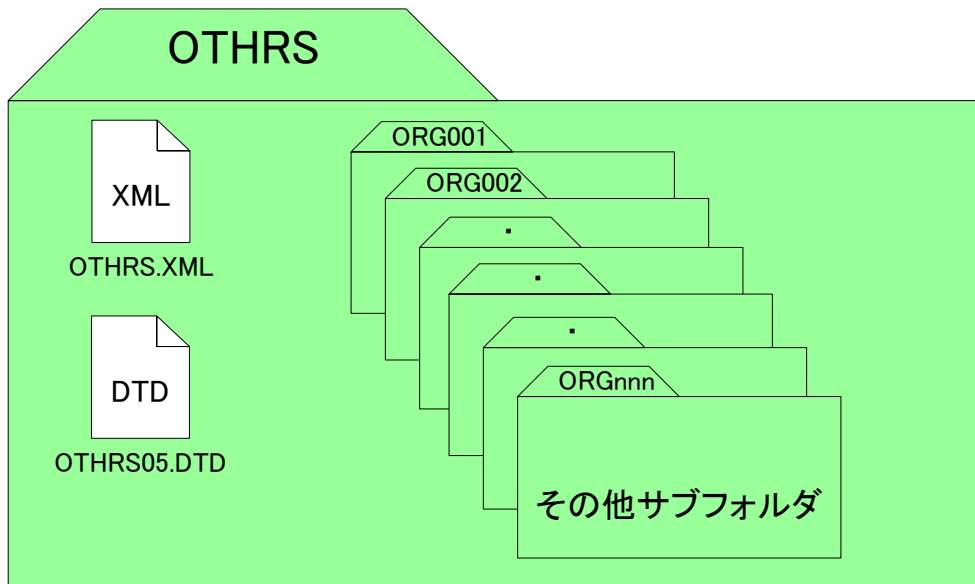 OTHRS
XML
OTHRS.XML
DTD
OTHRS05.DTD
ORG001
ORG002
・
・
・
ORGnnn
その他サブフォルダ